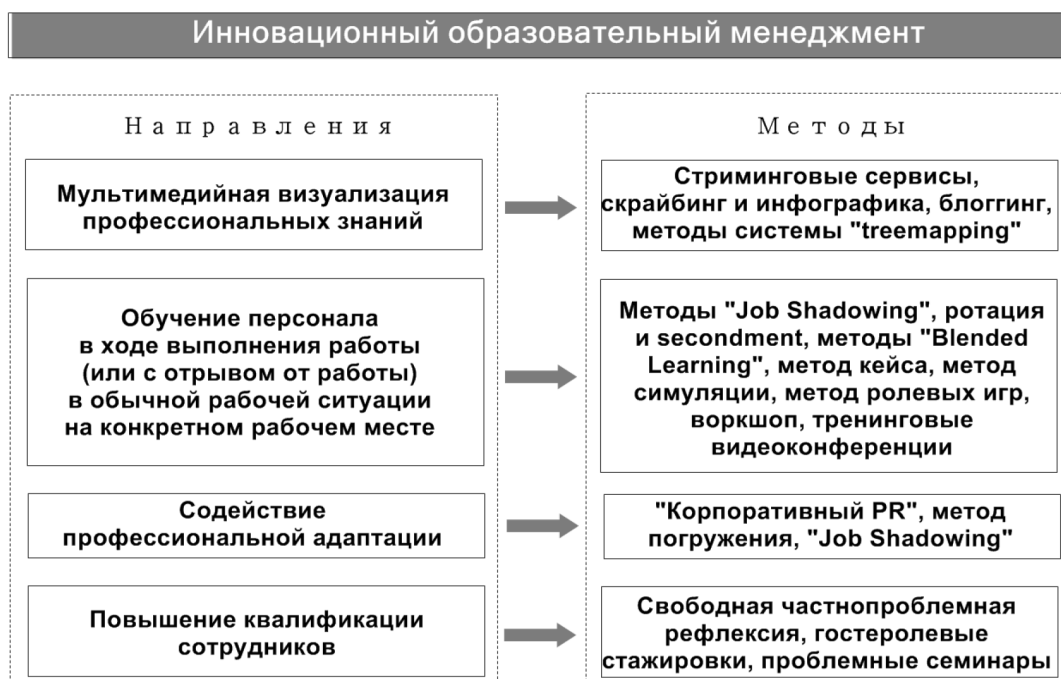 Инновационный образовательный менеджмент
Направления
Мультимедийная визуализация
профессиональных знаний
Обучение персонала
в ходе выполнения работы
(или с отрывом от работы)
в обычной рабочей ситуации
на конкретном рабочем месте
Содействие
профессиональной адаптации
Повышение квалификации
сотрудников
Методы
Стриминговые сервисы,
скрайбинг и инфографика, блоггинг,
методы системы "treemapping"
Методы "Job Shadowing", ротация
и secondment, методы "Blended
Learning", метод кейса, метод
симуляции, метод ролевых игр,
воркшоп, тренинговые
видеоконференции
"Корпоративный PR", метод
погружения, "Job Shadowing"
Свободная частнопроблемная
рефлексия, гостеролевые
стажировки, проблемные семинары